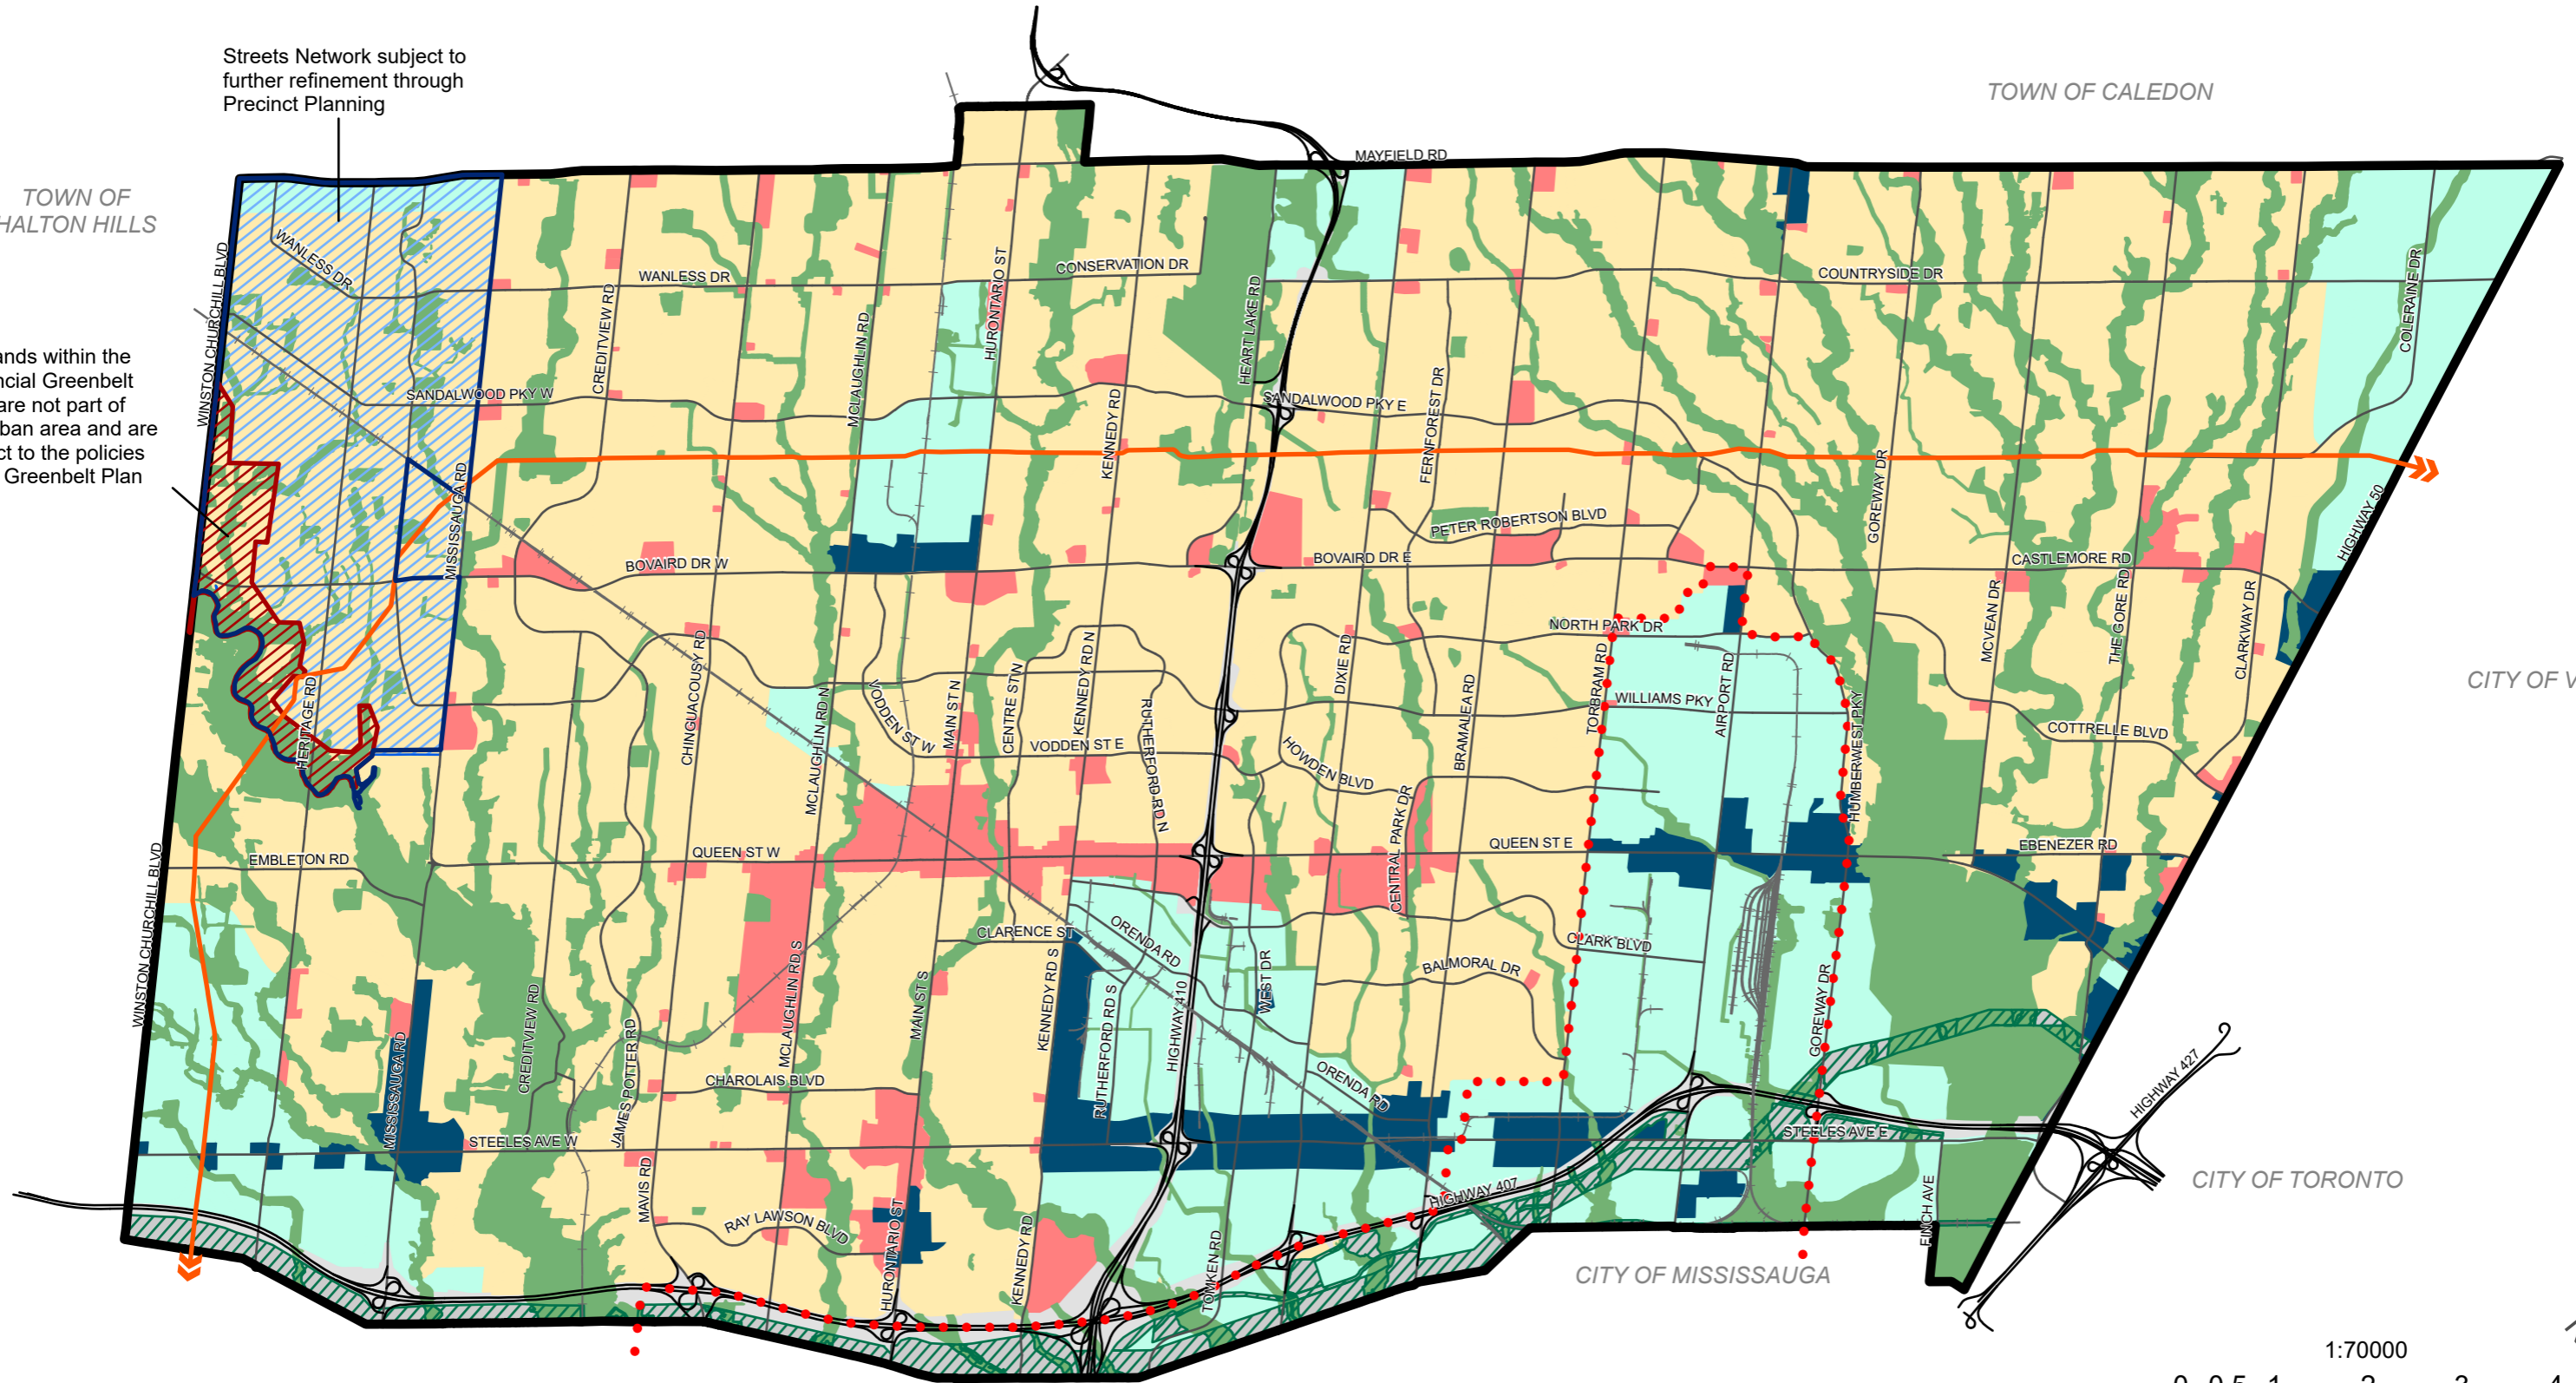 Streets Network subject to
further refinement through
Precinct Planning
TOWN OF CALEDON
TOWN OF
HALTON HILLS
MAYFIELD RD
WANLESS DR
WANLESS DR
CONSERVATION DR
COUNTRYSIDE DR
WINSTON CHURCHILL BLVD
CREDITVIEW RD
MCLAUGHLIN RD
HURONTARIO ST
HEART LAKE RD
COLERAINE DR
ands within the
ncial Greenbelt
are not part of
ban area and are
ct to the policies
Greenbelt Plan
SANDALWOOD PKY W
SANDALWOOD PKY E
KENNEDY RD
FERNFOREST DR
MISSISSAUGA RD
GOREWAY DR
HIGHWAY 50
PETER ROBERTSON BLVD
BOVAIRD DR W
BOVAIRD DR E
CASTLEMORE RD
NORTH PARK DR
MCVEAN DR
THE GORE RD
CLARKWAY DR
CHINGUACOUSY RD
MCLAUGHLIN RD N
VODDEN ST W
MAIN ST N
CENTRE ST N
KENNEDY RD N
RUTHERFORD RD N
DIXIE RD
BRAMALEA RD
TORBRAM RD
WILLIAMS PKY
AIRPORT RD
HUMBERWEST PKY
CITY OF V
HERITAGE RD
VODDEN ST E
HOWDEN BLVD
COTTRELLE BLVD
CENTRAL PARK DR
EMBLETON RD
QUEEN ST W
QUEEN ST E
EBENEZER RD
WINSTON CHURCHILL BLVD
CLARENCE ST
ORENDA RD
CLARK BLVD
BALMORAL DR
WEST DR
MCLAUGHLIN RD S
MAIN ST S
KENNEDY RD S
RUTHERFORD RD S
HIGHWAY 410
GOREWAY DR
CREDITVIEW RD
JAMES POTTER RD
MISSISSAUGA RD
CHAROLAIS BLVD
ORENDA RD
HIGHWAY 427
STEELES AVE W
STEELES AVE E
MAVIS RD
RAY LAWSON BLVD
HURONTARIO ST
KENNEDY RD
TOMKEN RD
HIGHWAY 407
FINCH AVE
CITY OF TORONTO
CITY OF MISSISSAUGA
1:70000
0 0.5 1 2 3 4